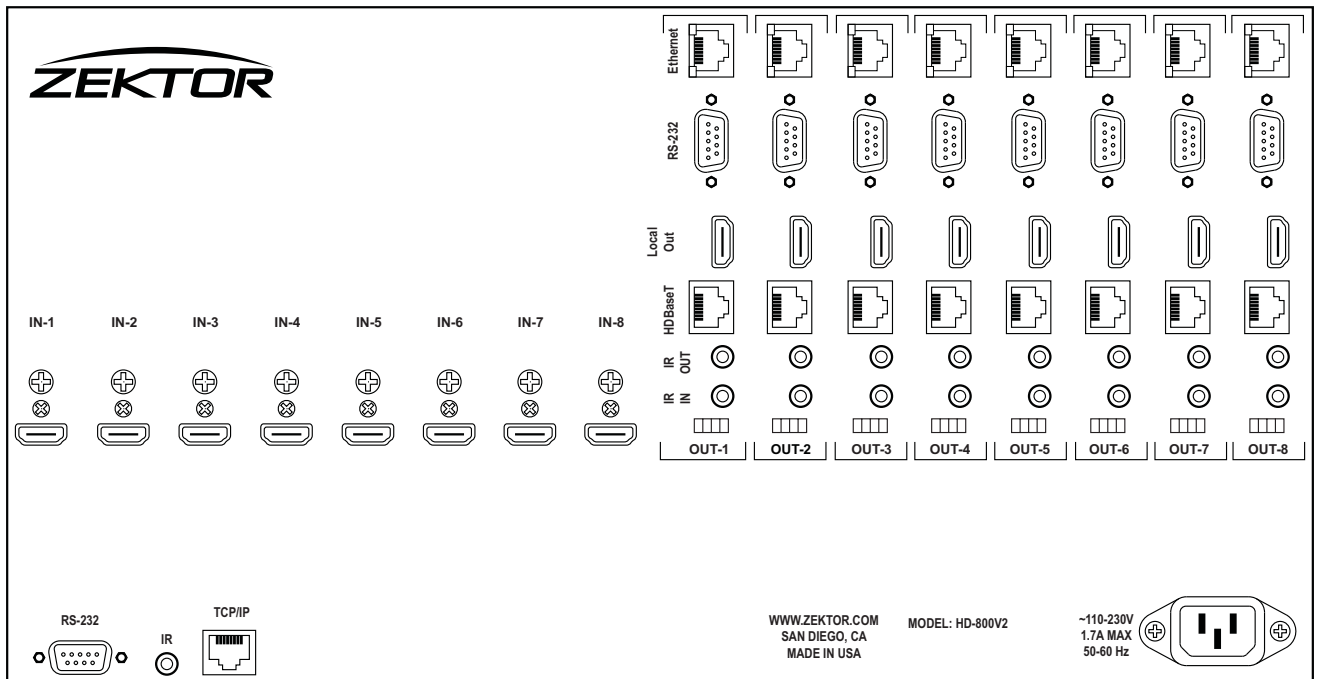 ZEKTOR
Ethernet
RS-232
Local
Out
HDBaseT
IR
OUT
IR
IN
IN-1 IN-2 IN-3 IN-4 IN-5 IN-6 IN-7 IN-8
OUT-1 OUT-2 OUT-3 OUT-4 OUT-5 OUT-6 OUT-7 OUT-8
RS-232
IR
TCP/IP
WWW.ZEKTOR.COM
SAN DIEGO, CA
MADE IN USA
MODEL: HD-800V2
~110-230V
1.7A MAX
50-60 Hz